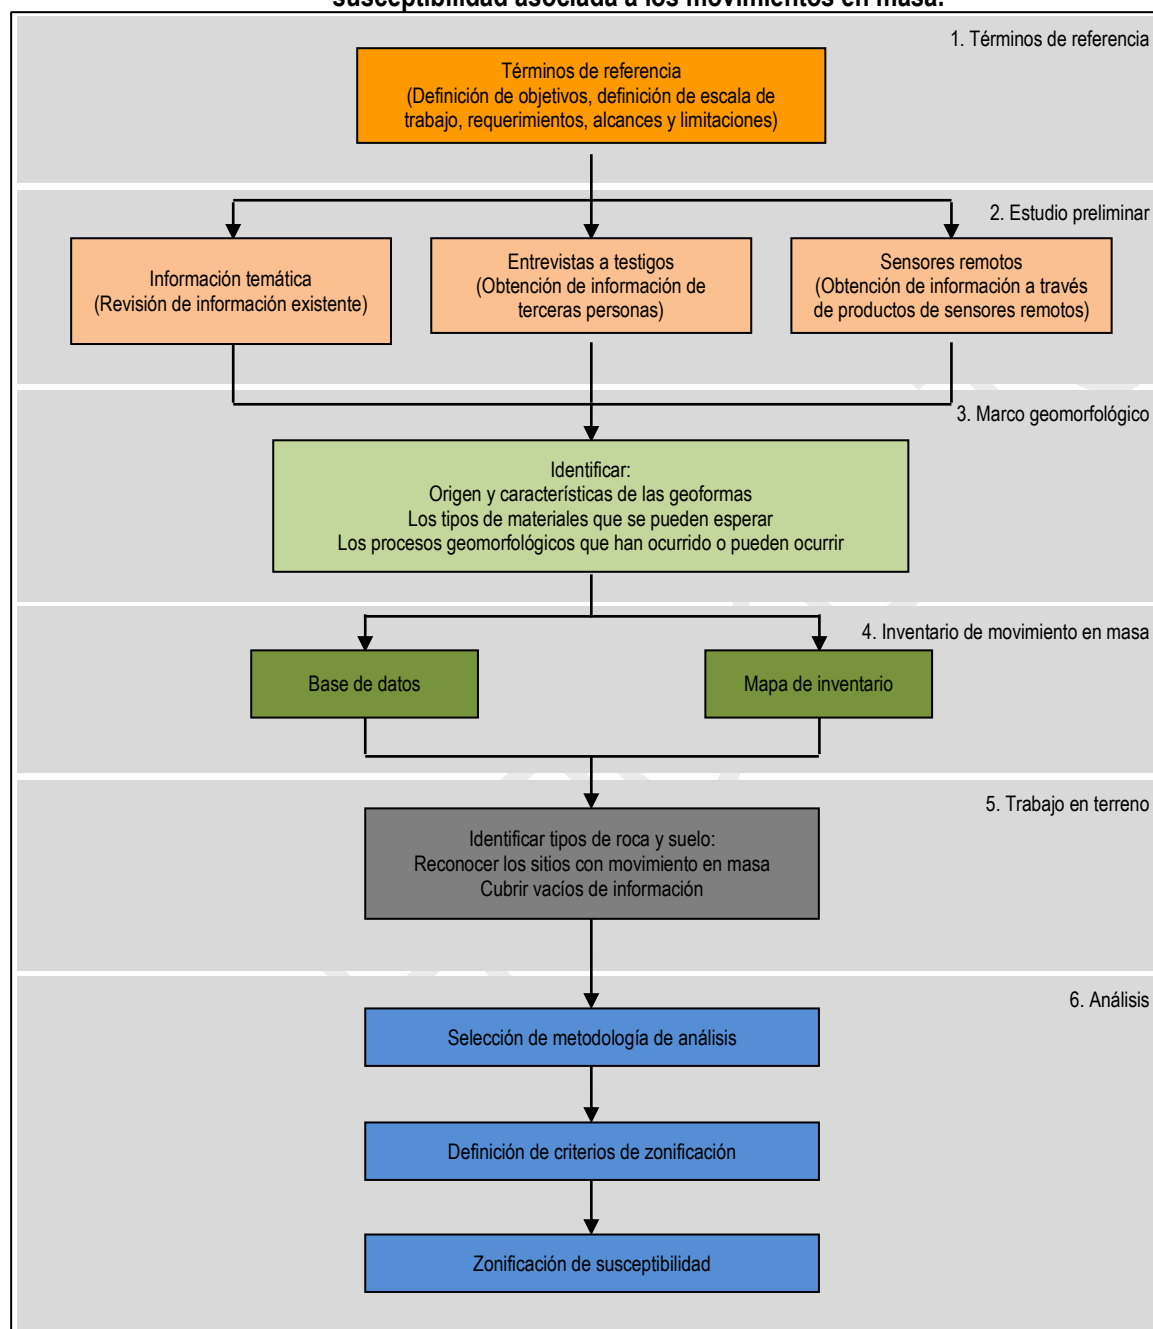 susceptibilidad asociada a los movimientos en masa.
1. Términos de referencia
Términos de referencia
(Definición de objetivos, definición de escala de
trabajo, requerimientos, alcances y limitaciones)
2. Estudio preliminar
Información temática
(Revisión de información existente)
Entrevistas a testigos
(Obtención de información de
terceras personas)
Sensores remotos
(Obtención de información a través
de productos de sensores remotos)
3. Marco geomorfológico
Identificar:
Origen y características de las geoformas
Los tipos de materiales que se pueden esperar
Los procesos geomorfológicos que han ocurrido o pueden ocurrir
4. Inventario de movimiento en masa
Base de datos
Mapa de inventario
5. Trabajo en terreno
Identificar tipos de roca y suelo:
Reconocer los sitios con movimiento en masa
Cubrir vacíos de información
6. Análisis
Selección de metodología de análisis
Definición de criterios de zonificación
Zonificación de susceptibilidad